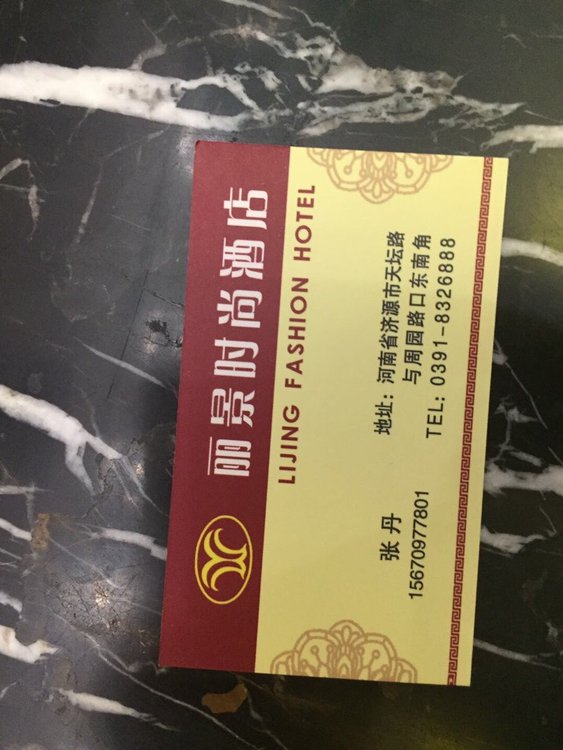 丽景时尚酒店
LIJING FASHION HOTEL
张 丹
15670977801
地址: 河南省济源市天坛路
与周园路口东南角
TEL: 0391-8326888